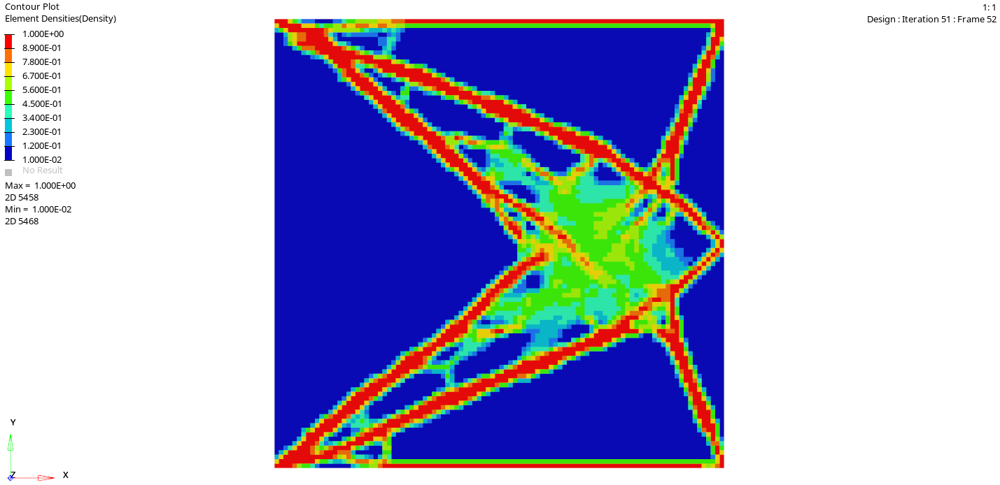 Contour Plot
Element Densities(Density)
1.000E+00
8.900E-01
7.800E-01
6.700E-01
5.600E-01
4.500E-01
3.400E-01
2.300E-01
1.200E-01
1.000E-02
No Result
Max = 1.000E+00
2D 5458
Min = 1.000E-02
2D 5468
1: 1
Design : Iteration 51 : Frame 52
Y
Z
X